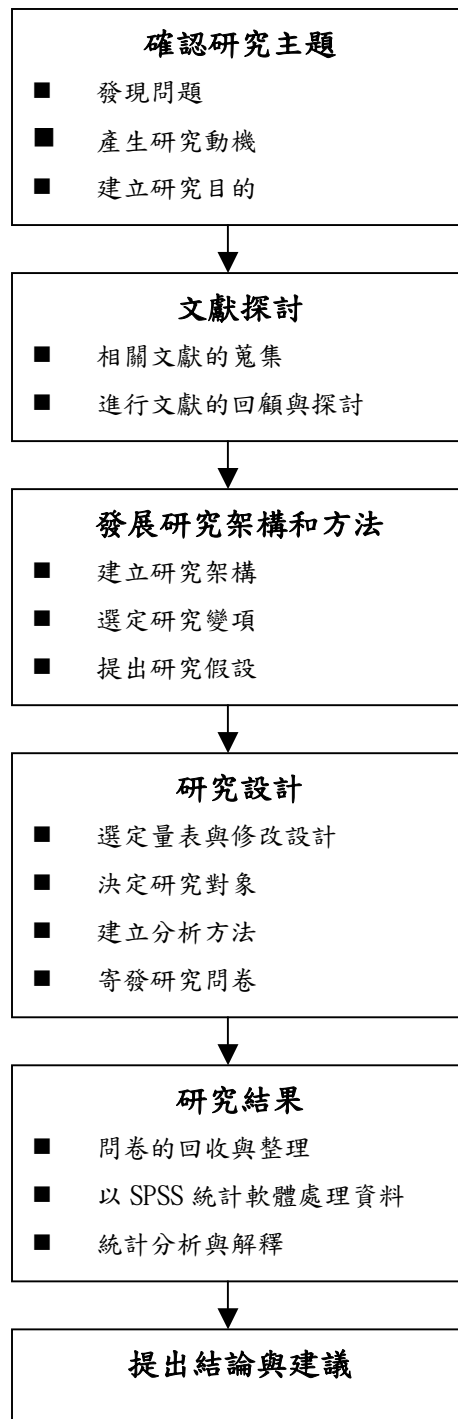 確認研究主題
■ 發現問題
■ 產生研究動機
■ 建立研究目的
文獻探討
■ 相關文獻的蒐集
■ 進行文獻的回顧與探討
發展研究架構和方法
■ 建立研究架構
■ 選定研究變項
■ 提出研究假設
研究設計
■ 選定量表與修改設計
■ 決定研究對象
■ 建立分析方法
■ 寄發研究問卷
研究結果
■ 問卷的回收與整理
■ 以 SPSS 統計軟體處理資料
■ 統計分析與解釋
提出結論與建議